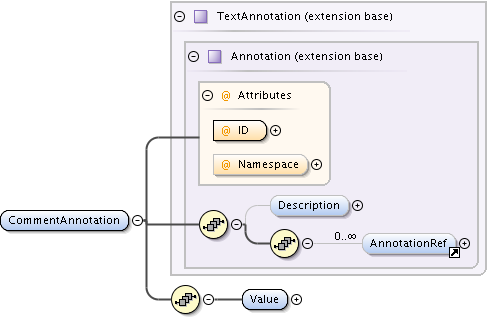 TextAnnotation (extension base)
Annotation (extension base)
@ Attributes
@ ID
@ Namespace
Description
0..∞
AnnotationRef
CommentAnnotation
Value